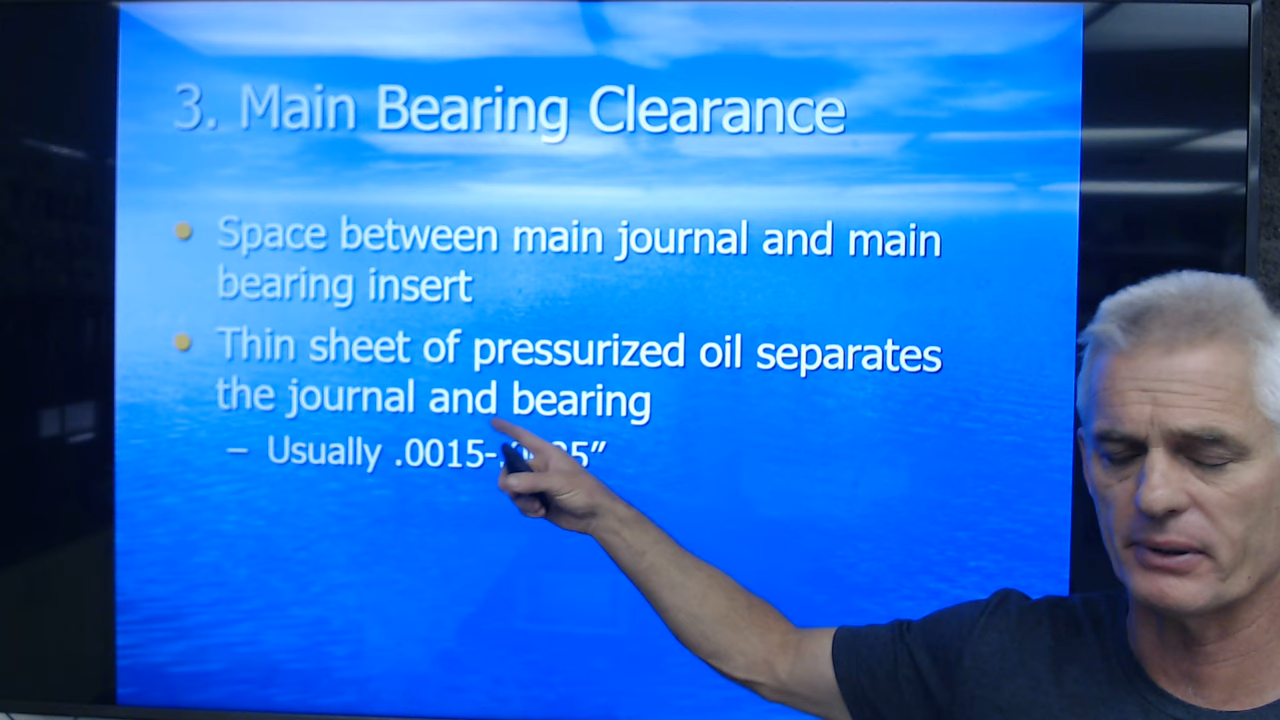 3. Main Bearing Clearance
Space between main journal and main
bearing insert
Thin sheet of pressurized oil separates
the journal and bearing
– Usually .0015-